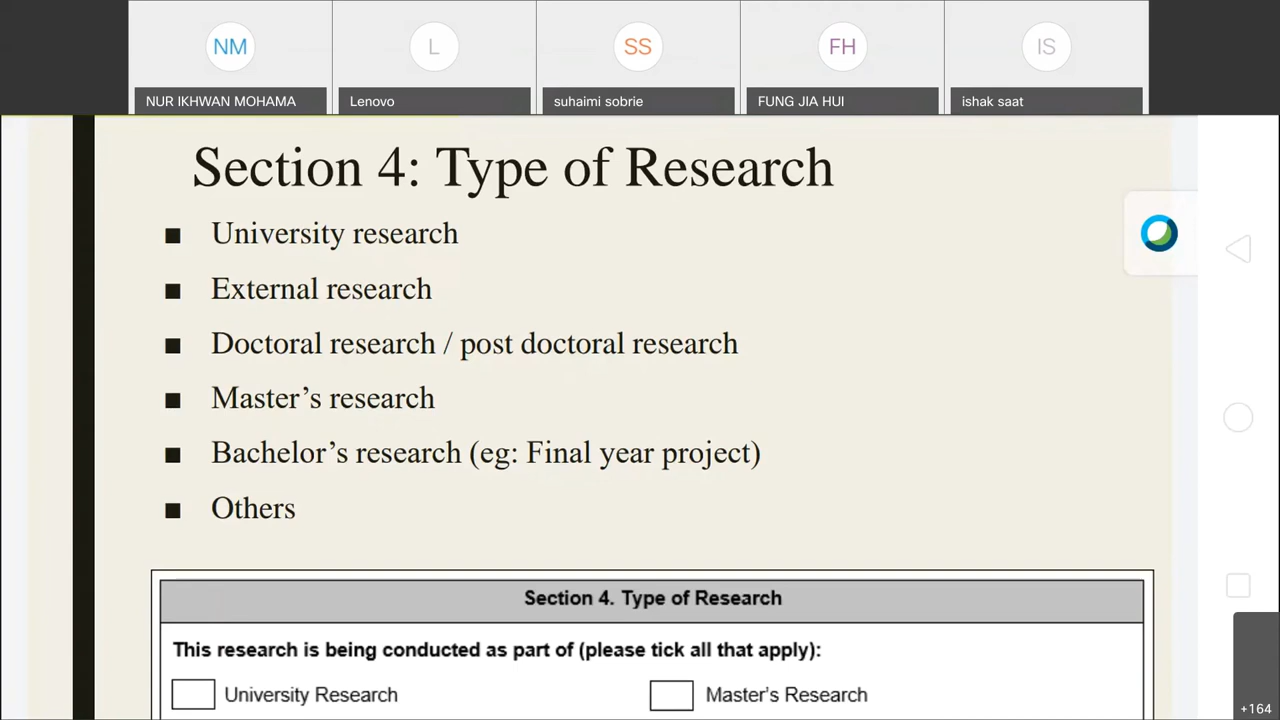 NM
L
SS
FH
IS
NUR IKHWAN MOHAMA
Lenovo
suhaimi sobrie
FUNG JIA HUI
ishak saat
Section 4: Type of Research
■ University research
■ External research
■ Doctoral research / post doctoral research
■ Master’s research
■ Bachelor’s research (eg: Final year project)
■ Others
Section 4. Type of Research
This research is being conducted as part of (please tick all that apply):
University Research
Master's Research
+164